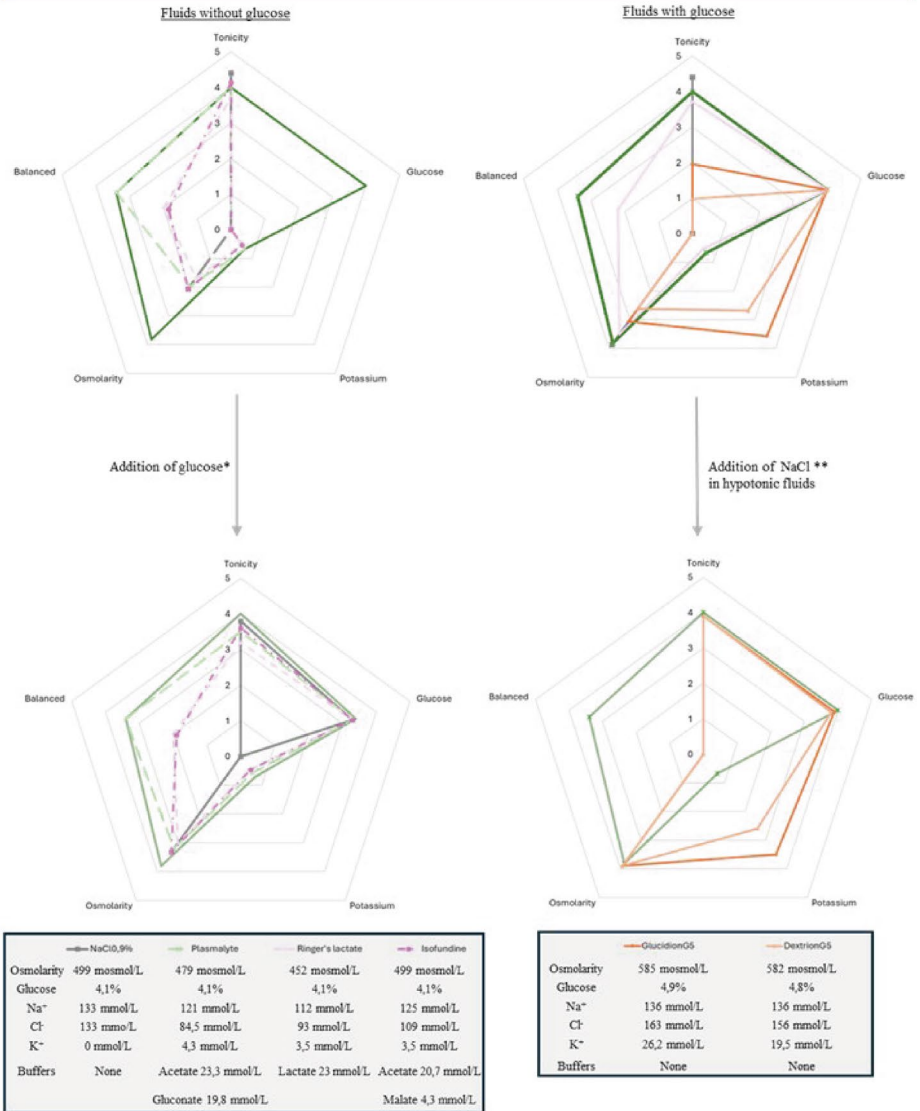 Fluids without glucose
Fluids with glucose
Tonicity
5
4
3
2
1
0
Balanced
Glucose
Osmolarity
Potassium
Tonicity
5
4
3
2
1
0
Balanced
Glucose
Osmolarity
Potassium
Addition of glucose*
Addition of NaCl **
in hypotonic fluids
Tonicity
5
4
3
2
1
0
Balanced
Glucose
Osmolarity
Potassium
Tonicity
5
4
3
2
1
0
Balanced
Glucose
Osmolarity
Potassium
NaCl0,9% Plasmalyte Ringer's lactate Isofundine
Osmolarity 499 mosmol/L 479 mosmol/L 452 mosmol/L 499 mosmol/L
Glucose 4,1% 4,1% 4,1% 4,1%
Na⁺ 133 mmol/L 121 mmol/L 112 mmol/L 125 mmol/L
Cl⁻ 133 mmo/L 84,5 mmol/L 93 mmol/L 109 mmol/L
K⁺ 0 mmol/L 4,3 mmol/L 3,5 mmol/L 3,5 mmol/L
Buffers None Acetate 23,3 mmol/L Lactate 23 mmol/L Acetate 20,7 mmol/L
Gluconate 19,8 mmol/L Malate 4,3 mmol/L
GlucidionG5 DextrionG5
Osmolarity 585 mosmol/L 582 mosmol/L
Glucose 4,9% 4,8%
Na⁺ 136 mmol/L 136 mmol/L
Cl⁻ 163 mmol/L 156 mmol/L
K⁺ 26,2 mmol/L 19,5 mmol/L
Buffers None None